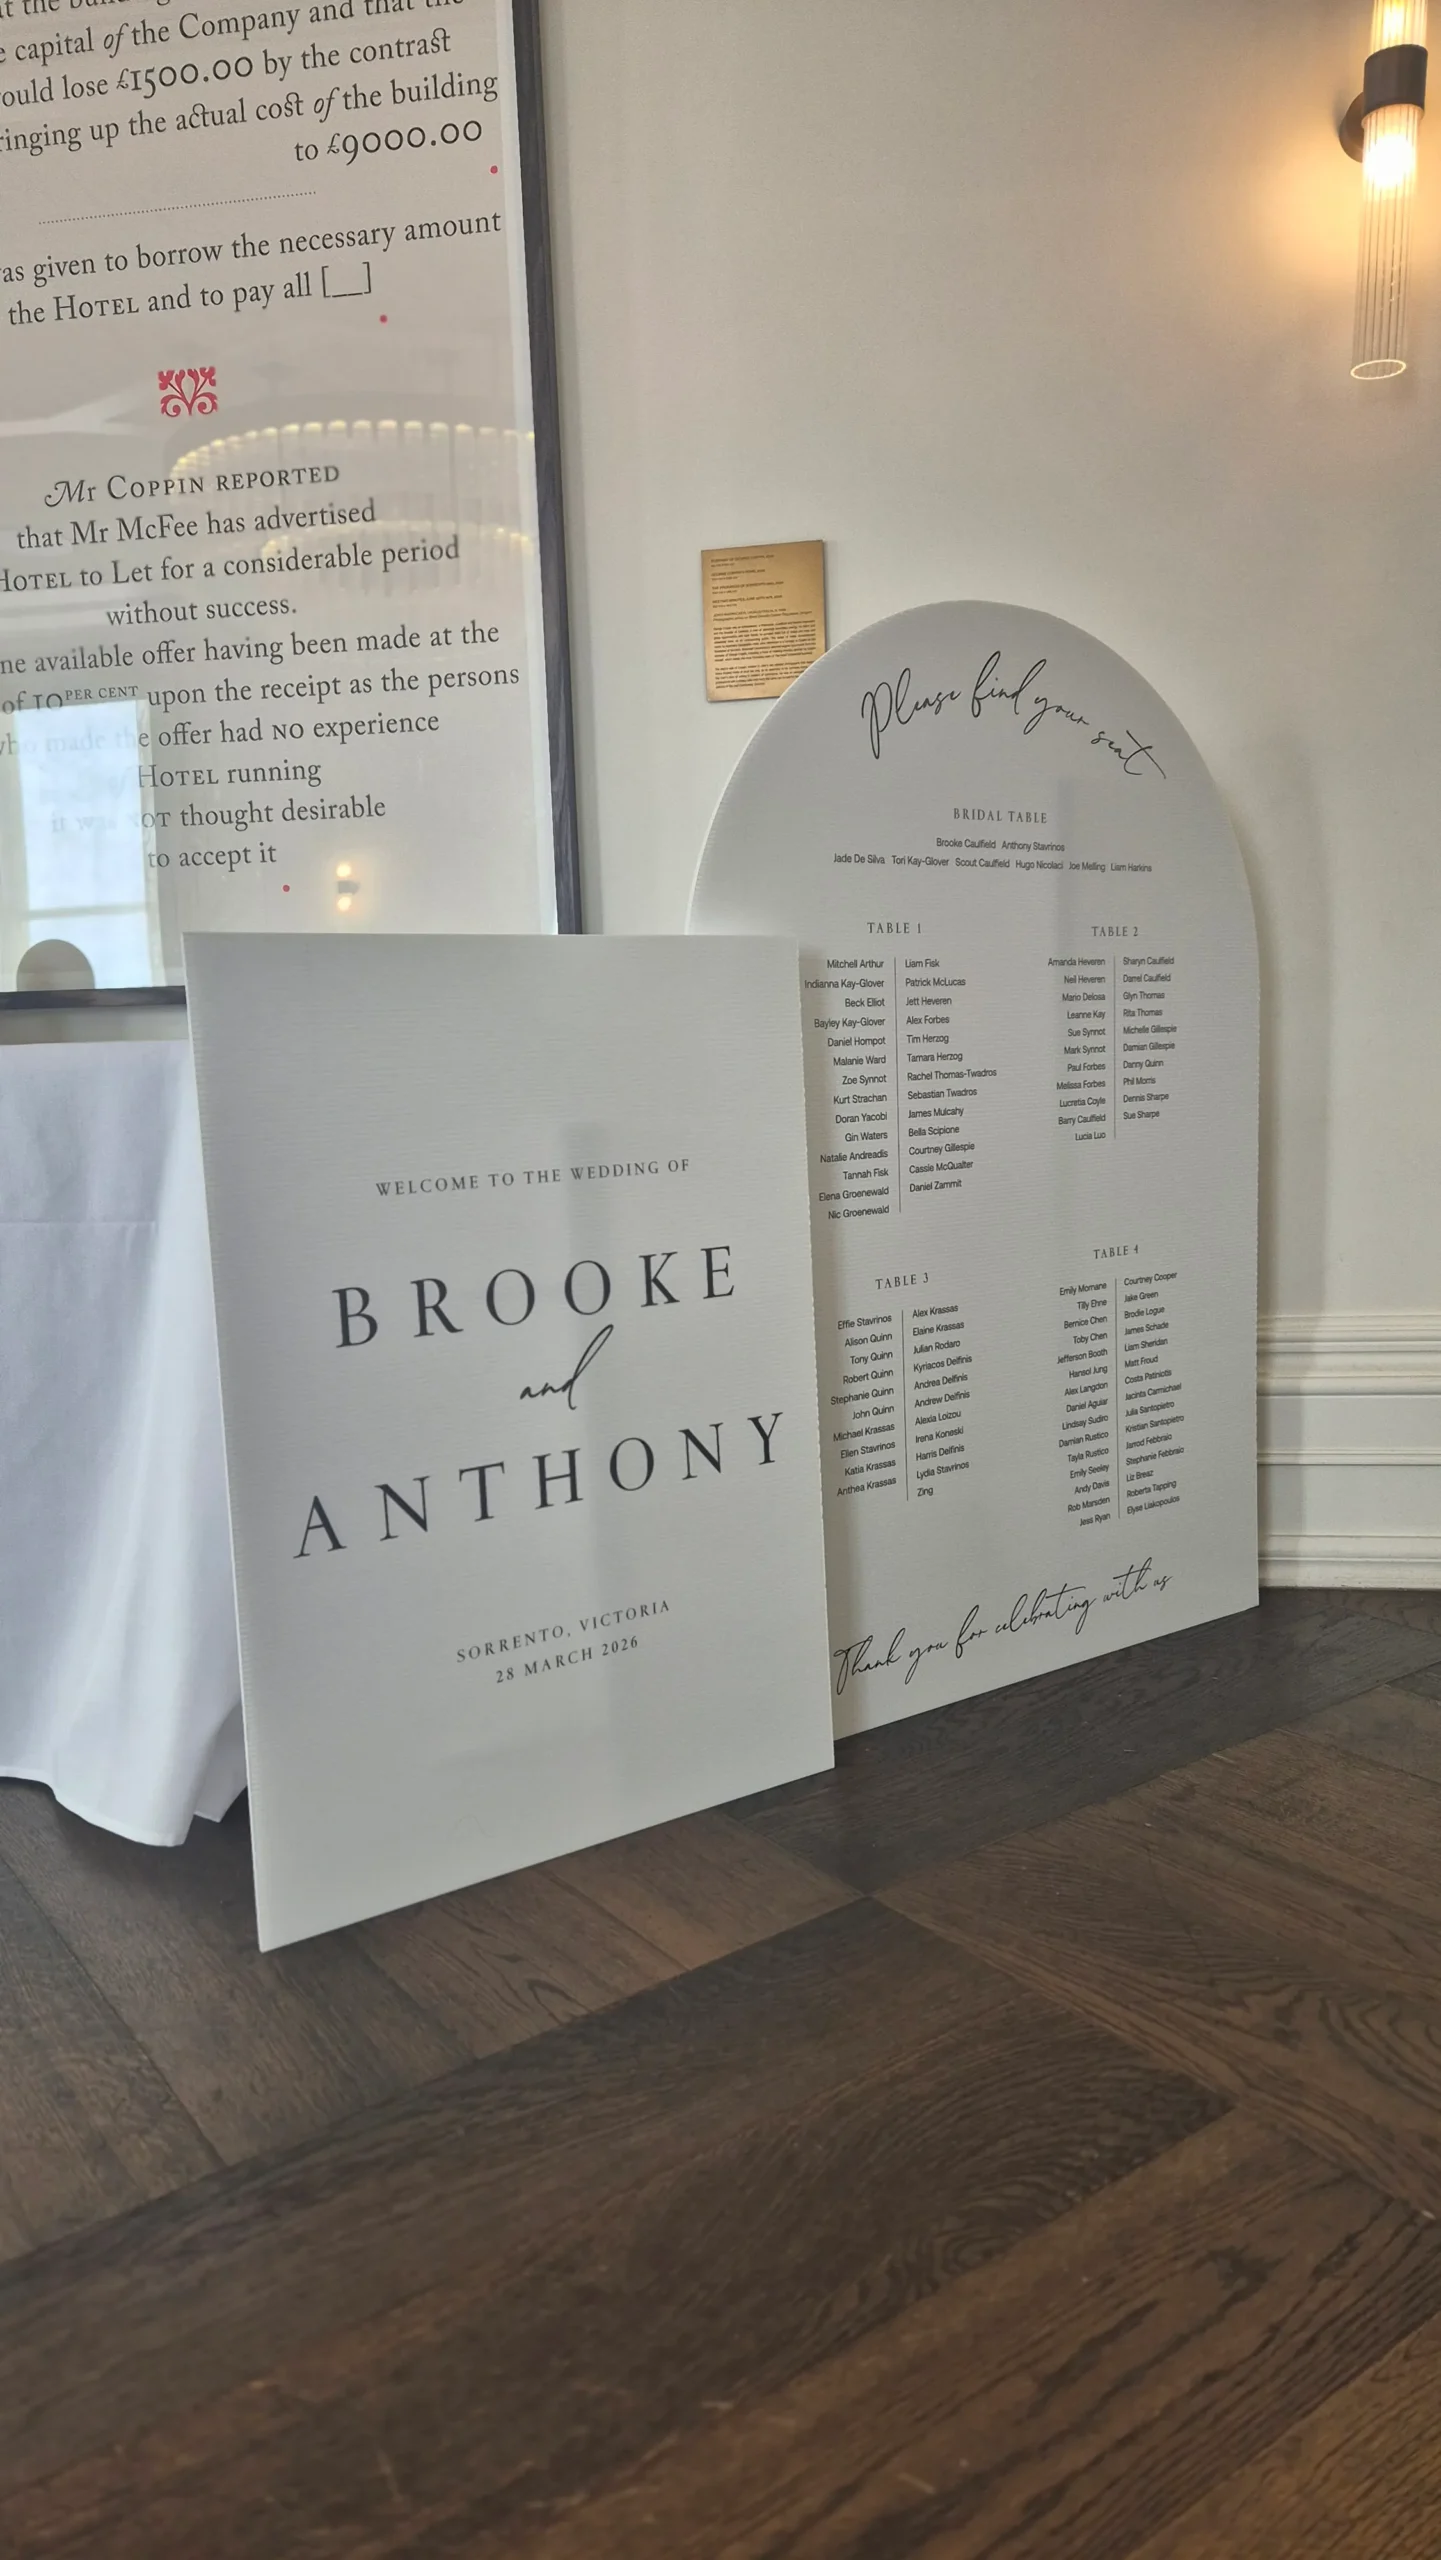 t the
e capital of the Company and that the
ould lose £1500.00 by the contrast
ringing up the actual cost of the building
to £9000.00
as given to borrow the necessary amount
the HOTEL and to pay all [__]
Mr COPPIN REPORTED
that Mr McFee has advertised
HOTEL to Let for a considerable period
without success.
ne available offer having been made at the
of 10 PER CENT upon the receipt as the persons
who made the offer had NO experience
HOTEL running
it was NOT thought desirable
to accept it
WELCOME TO THE WEDDING OF
BROOKE
and
ANTHONY
SORRENTO, VICTORIA
28 MARCH 2026
Please find your seat
BRIDAL TABLE
Brooke Caulfield Anthony Stavrinos
Jade De Silva Tori Kay-Glover Scout Caulfield Hugo Nicolaci Joe Melling Liam Harkins
TABLE 1
Mitchell Arthur
Indianna Kay-Glover
Beck Elliot
Bayley Kay-Glover
Daniel Hompot
Malanie Ward
Zoe Synnot
Kurt Strachan
Doran Yacobi
Gin Waters
Natalie Andreadis
Tannah Fisk
Elena Groenewald
Nic Groenewald
Liam Fisk
Patrick McLucas
Jett Heveren
Alex Forbes
Tim Herzog
Tamara Herzog
Rachel Thomas-Twadros
Sebastian Twadros
James Mulcahy
Bella Scipione
Courtney Gillespie
Cassie McQualter
Daniel Zammit
TABLE 2
Amanda Heveren
Neil Heveren
Mario Delosa
Leanne Kay
Sue Synnot
Mark Synnot
Paul Forbes
Melissa Forbes
Lucretia Coyle
Barry Caulfield
Lucia Luo
Sharyn Caulfield
Darrel Caulfield
Glyn Thomas
Rita Thomas
Michelle Gillespie
Damian Gillespie
Danny Quinn
Phil Morris
Dennis Sharpe
Sue Sharpe
TABLE 3
Effie Stavrinos
Alison Quinn
Tony Quinn
Robert Quinn
Stephanie Quinn
John Quinn
Michael Krassas
Ellen Stavrinos
Katia Krassas
Anthea Krassas
Alex Krassas
Elaine Krassas
Julian Rodaro
Kyriacos Delfinis
Andrea Delfinis
Andrew Delfinis
Alexia Loizou
Irena Koneski
Harris Delfinis
Lydia Stavrinos
Zing
TABLE 4
Emily Mornane
Tilly Ehne
Bernice Chen
Toby Chen
Jefferson Booth
Hansol Jung
Alex Langdon
Daniel Aguiar
Lindsay Sudiro
Damian Rustico
Tayla Rustico
Emily Seeley
Andy Davis
Rob Marsden
Jess Ryan
Courtney Cooper
Jake Green
Brodie Logue
James Schade
Liam Sheridan
Matt Froud
Costa Patniotis
Jacinta Carmichael
Julia Santopietro
Kristian Santopietro
Jarrod Febbraio
Stephanie Febbraio
Liz Breaz
Roberta Tapping
Elyse Liakopoulos
Thank you for celebrating with us